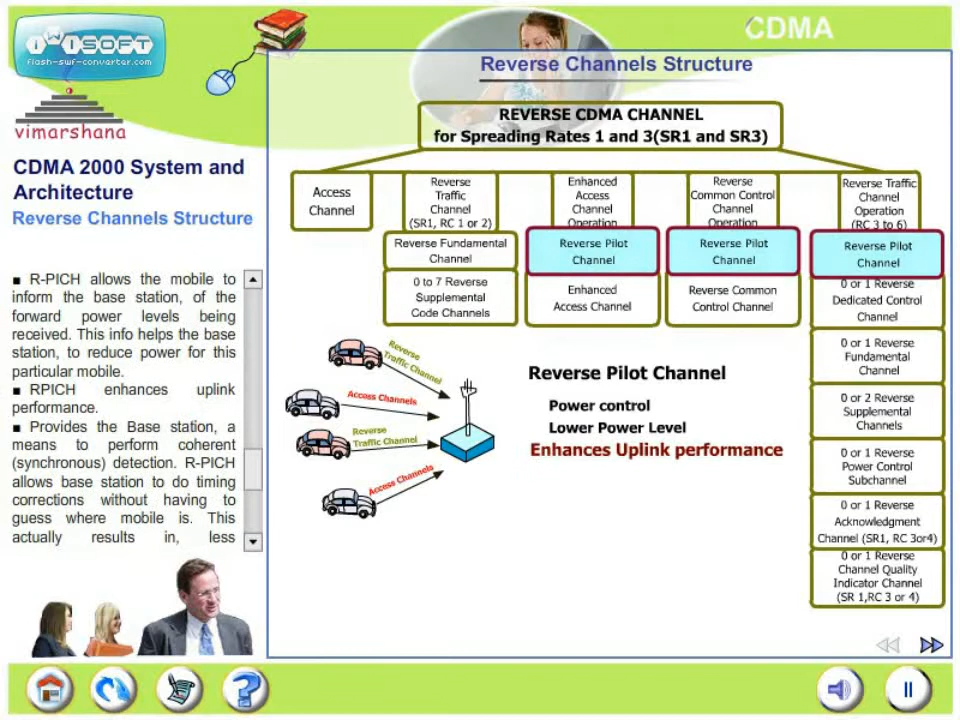 iWiSOFT
flash-swf-converter.com
vimarshana
CDMA
CDMA 2000 System and
Architecture
Reverse Channels Structure
■ R-PICH allows the mobile to
inform the base station, of the
forward power levels being
received. This info helps the base
station, to reduce power for this
particular mobile.
■ RPICH enhances uplink
performance.
■ Provides the Base station, a
means to perform coherent
(synchronous) detection. R-PICH
allows base station to do timing
corrections without having to
guess where mobile is. This
actually results in, less
Reverse Channels Structure
REVERSE CDMA CHANNEL
for Spreading Rates 1 and 3(SR1 and SR3)
Access
Channel
Reverse
Traffic
Channel
(SR1, RC 1 or 2)
Reverse Fundamental
Channel
0 to 7 Reverse
Supplemental
Code Channels
Enhanced
Access
Channel
Operation
Reverse Pilot
Channel
Enhanced
Access Channel
Reverse
Common Control
Channel
Operation
Reverse Pilot
Channel
Reverse Common
Control Channel
Reverse Traffic
Channel
Operation
(RC 3 to 6)
Reverse Pilot
Channel
0 or 1 Reverse
Dedicated Control
Channel
0 or 1 Reverse
Fundamental
Channel
0 or 2 Reverse
Supplemental
Channels
0 or 1 Reverse
Power Control
Subchannel
0 or 1 Reverse
Acknowledgment
Channel (SR1, RC 3or4)
0 or 1 Reverse
Channel Quality
Indicator Channel
(SR 1,RC 3 or 4)
Reverse
Traffic Channel
Access Channels
Reverse
Traffic Channel
Access Channels
Reverse Pilot Channel
Power control
Lower Power Level
Enhances Uplink performance